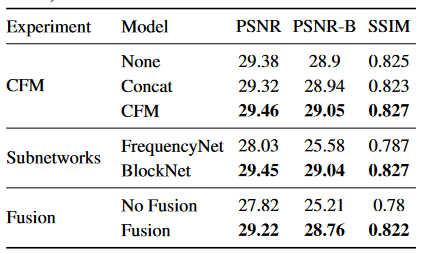 Experiment Model PSNR PSNR-B SSIM
None 29.38 28.9 0.825
CFM Concat 29.32 28.94 0.823
CFM 29.46 29.05 0.827
FrequencyNet 28.03 25.58 0.787
Subnetworks
BlockNet 29.45 29.04 0.827
No Fusion 27.82 25.21 0.78
Fusion
Fusion 29.22 28.76 0.822